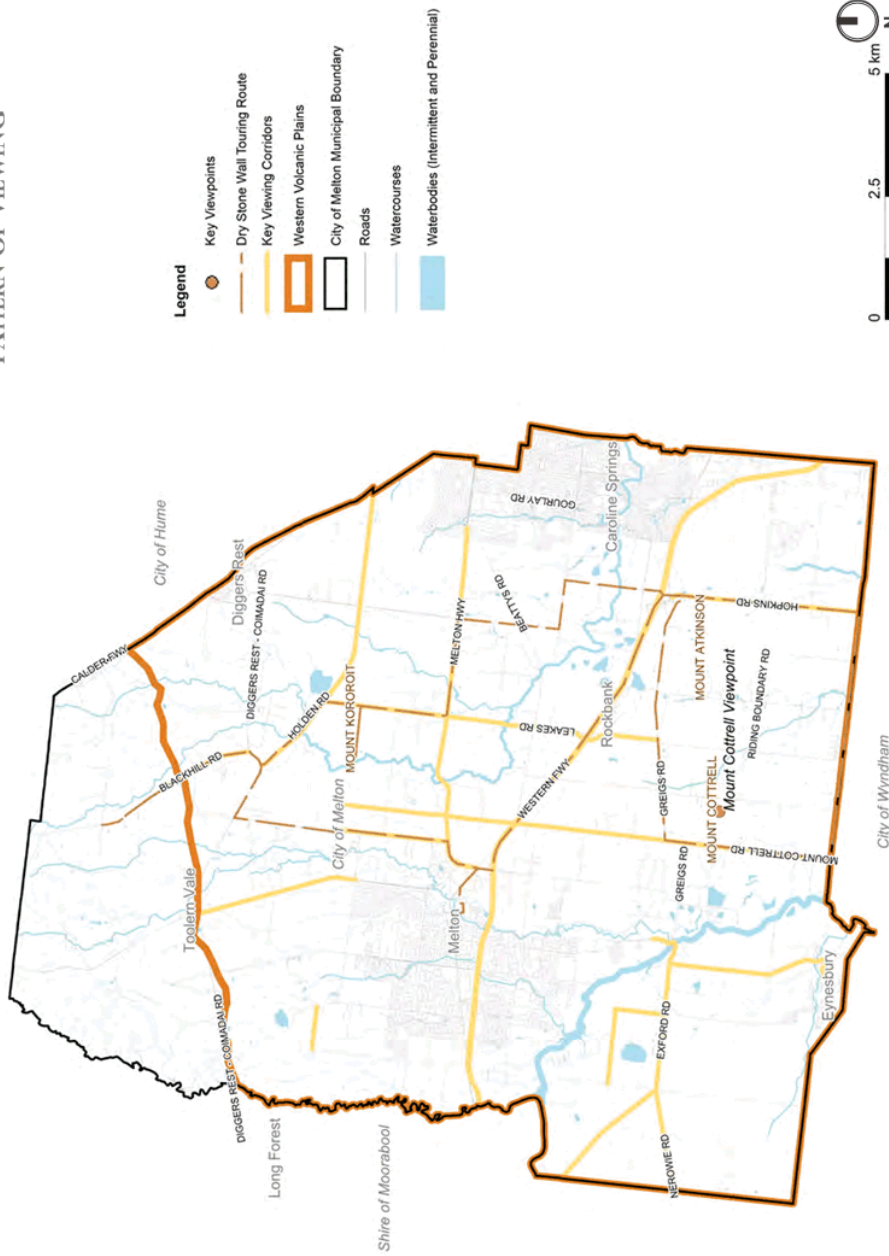 PATTERN OF VIEWING
Legend
Key Viewpoints
Dry Stone Wall Touring Route
Key Viewing Corridors
Western Volcanic Plains
City of Melton Municipal Boundary
Roads
Watercourses
Waterbodies (Intermittent and Perennial)
0
2.5
5 km
N
City of Hume
CALDER FWY
Diggers Rest
DIGGERS REST - COIMADAI RD
BLACKHILL RD
HOLDEN RD
MOUNT KOROROIT
Toolern Vale
City of Melton
DIGGERS REST - COIMADAI RD
Long Forest
Shire of Moorabool
MELTON HWY
BEATTYS RD
GOURLAY RD
Caroline Springs
LEAKES RD
Rockbank
WESTERN FWY
Melton
GREIGS RD
MOUNT ATKINSON
HOPKINS RD
MOUNT COTTRELL
Mount Cottrell Viewpoint
RIDING BOUNDARY RD
GREIGS RD
MOUNT COTTRELL RD
EXFORD RD
NEROWIE RD
Eynesbury
City of Wyndham